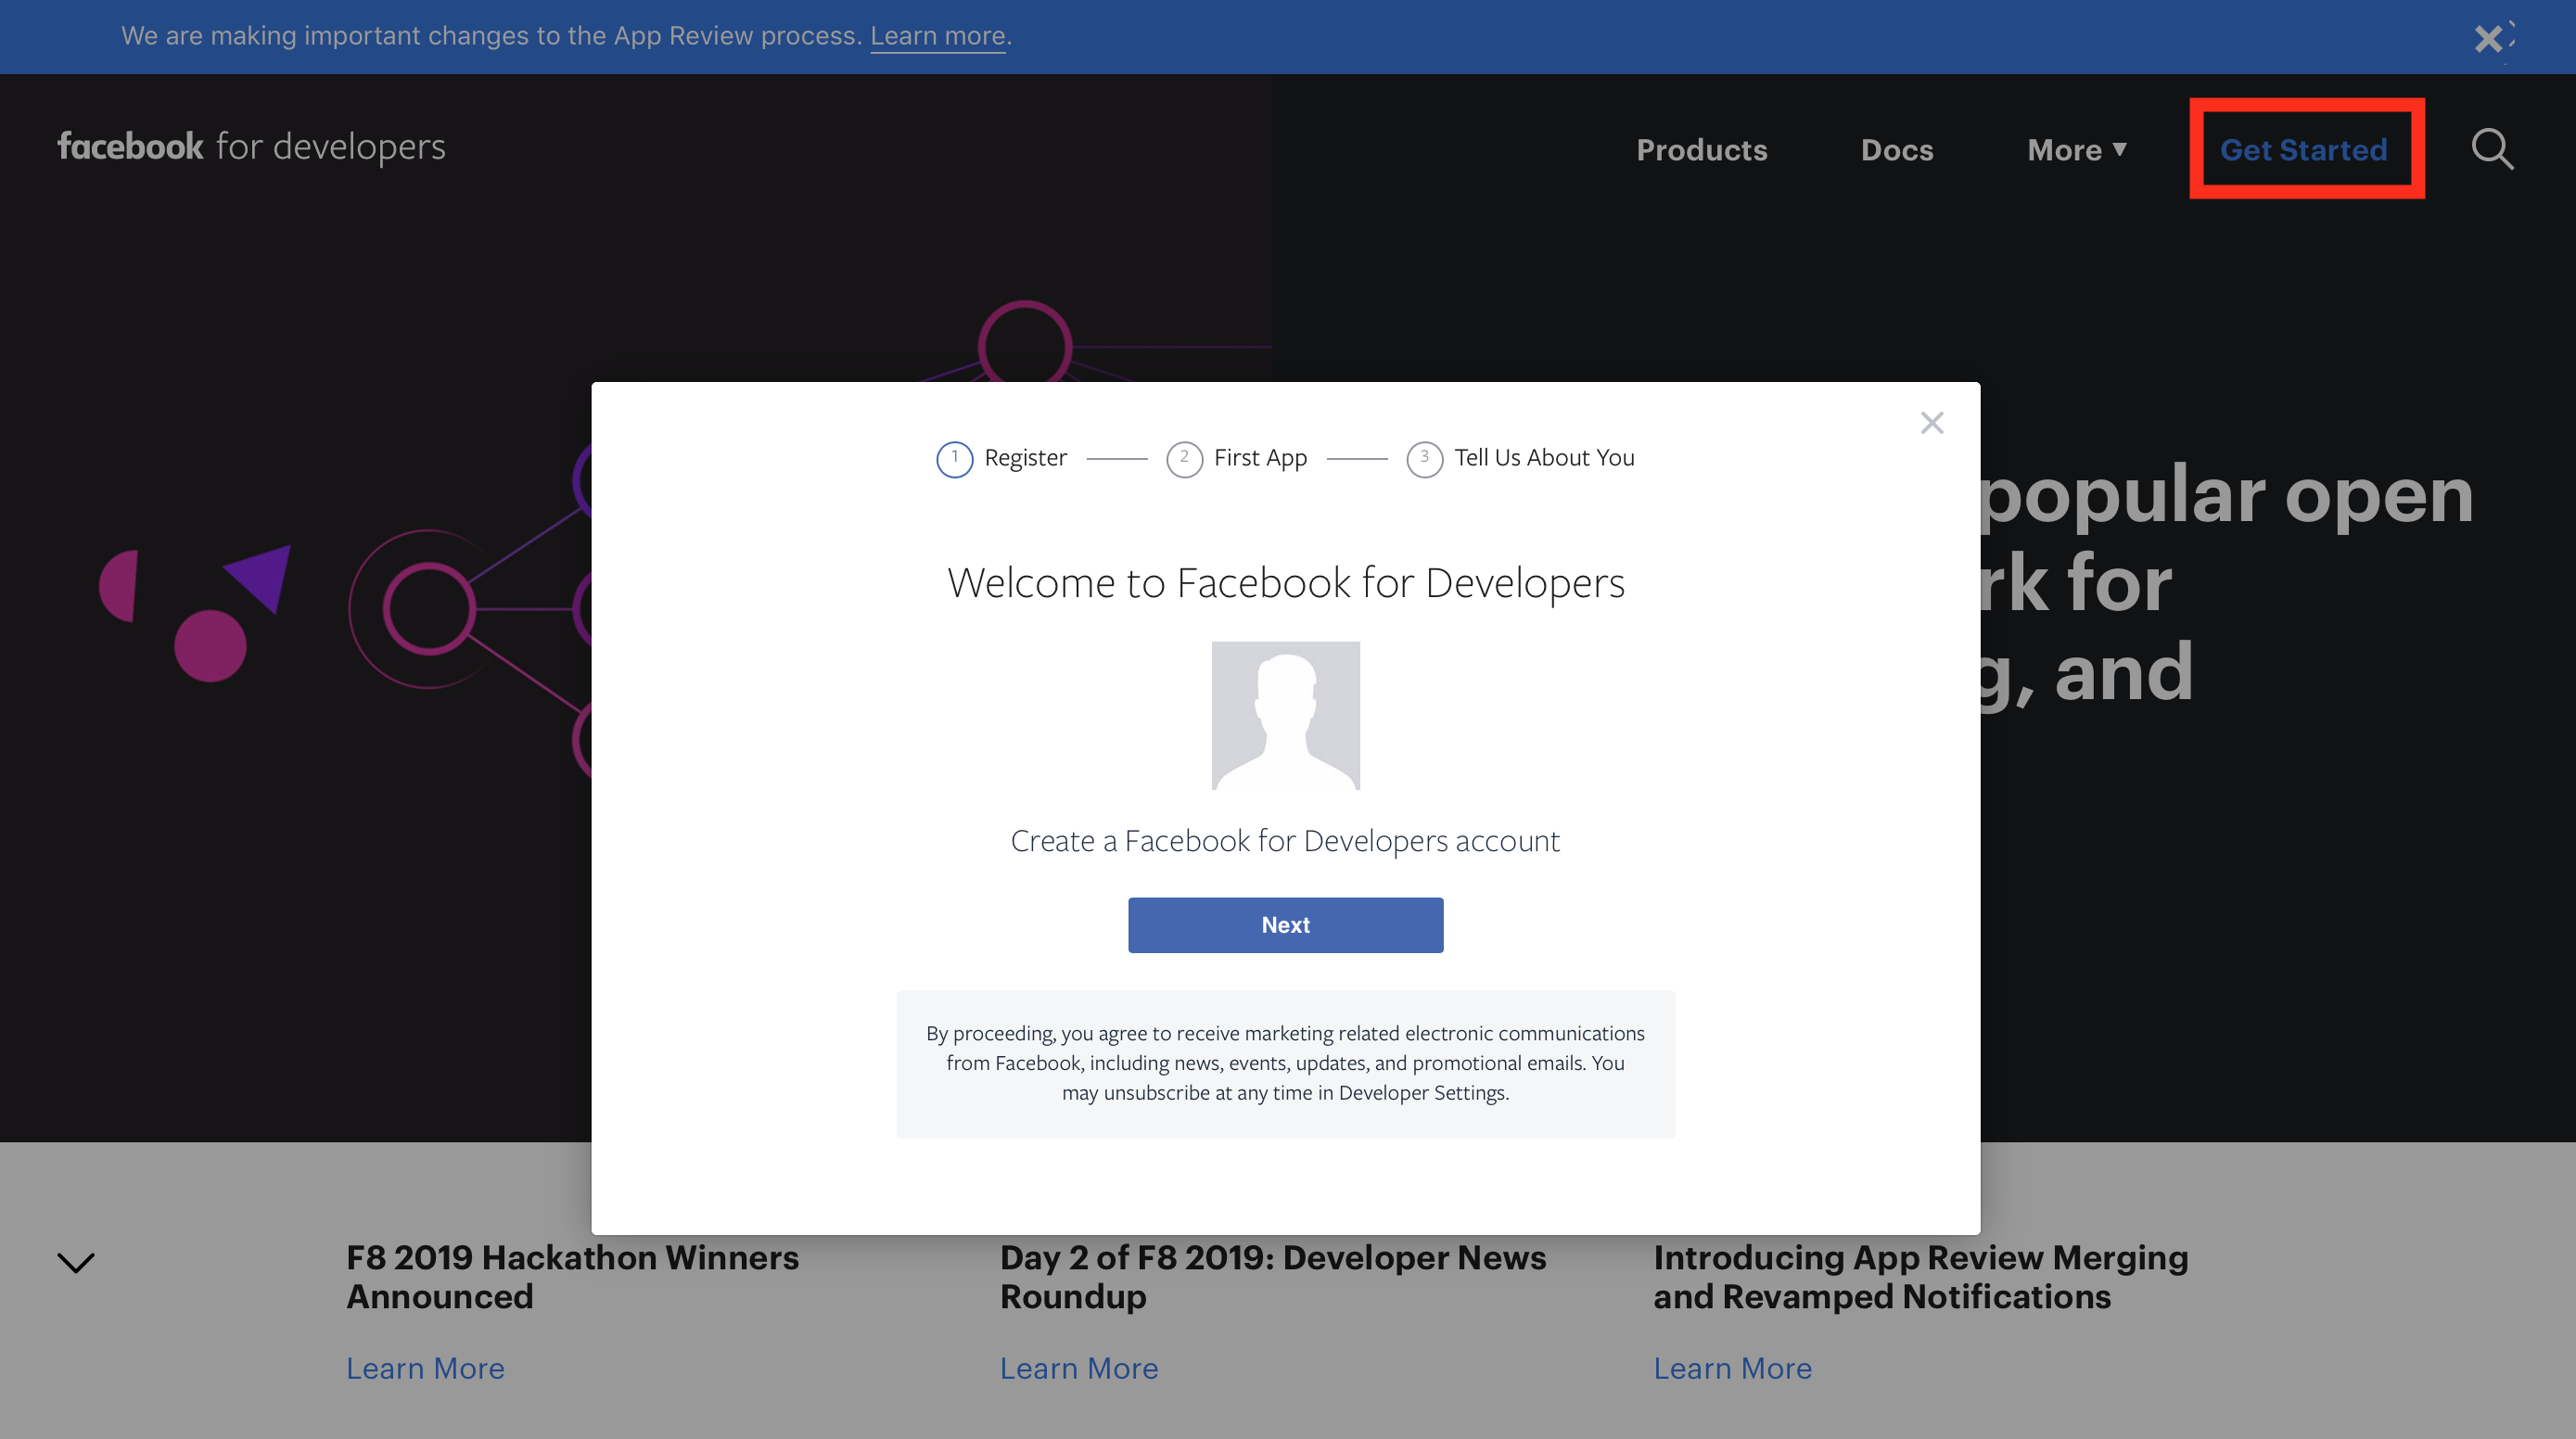 We are making important changes to the App Review process. Learn more.
facebook for developers
Products
Docs
More ▼
Get Started
1 Register
2 First App
3 Tell Us About You
popular open
rk for
g, and
Welcome to Facebook for Developers
Create a Facebook for Developers account
Next
By proceeding, you agree to receive marketing related electronic communications
from Facebook, including news, events, updates, and promotional emails. You
may unsubscribe at any time in Developer Settings.
F8 2019 Hackathon Winners
Announced
Learn More
Day 2 of F8 2019: Developer News
Roundup
Learn More
Introducing App Review Merging
and Revamped Notifications
Learn More